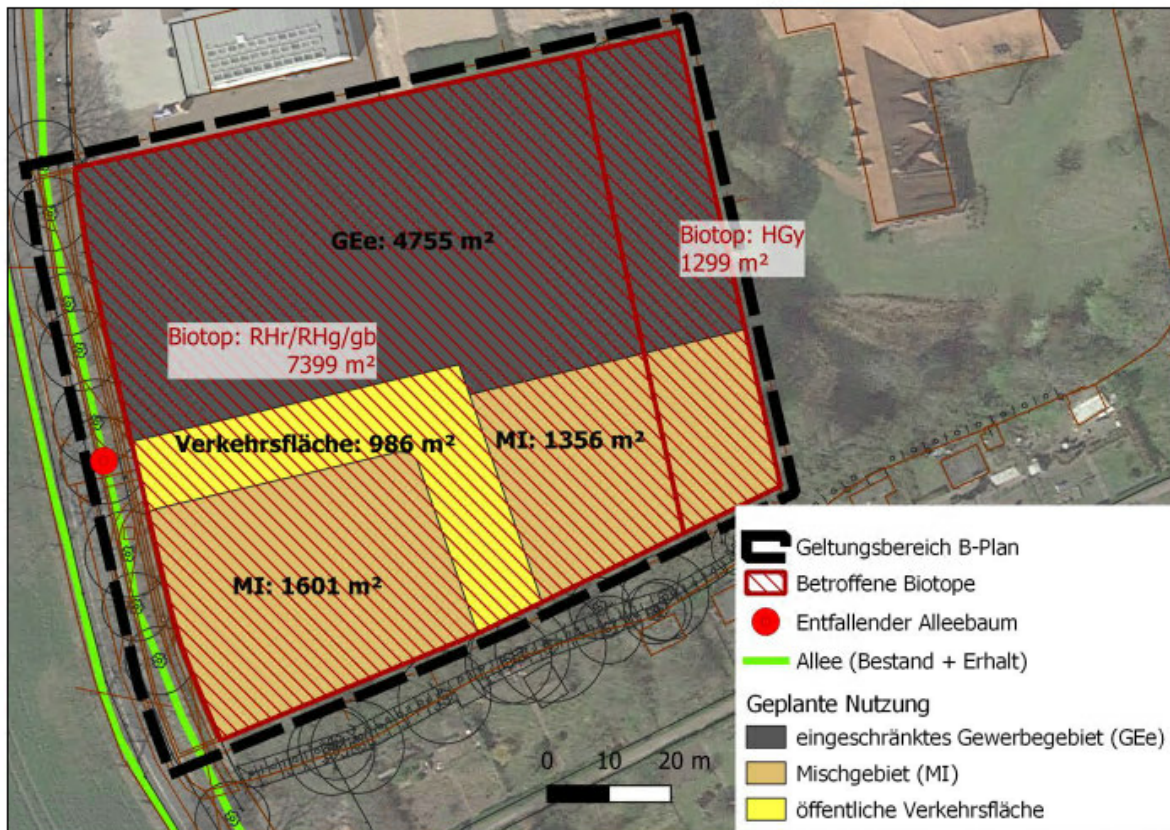 GEe: 4755 m²
Biotop: HGy
1299 m²
Biotop: RHr/RHg/gb
7399 m²
Verkehrsfläche: 986 m²
MI: 1356 m²
MI: 1601 m²
0 10 20 m
Geltungsbereich B-Plan
Betroffene Biotope
Entfallender Alleebaum
Allee (Bestand + Erhalt)
Geplante Nutzung
eingeschränktes Gewerbegebiet (GEe)
Mischgebiet (MI)
öffentliche Verkehrsfläche